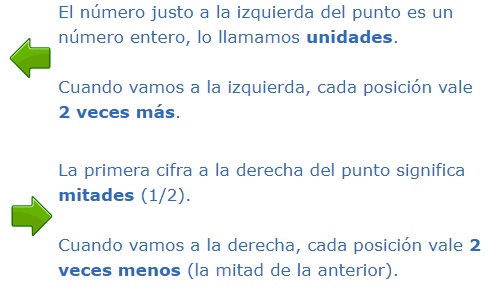 El número justo a la izquierda del punto es un
número entero, lo llamamos unidades.
Cuando vamos a la izquierda, cada posición vale
2 veces más.
La primera cifra a la derecha del punto significa
mitades (1/2).
Cuando vamos a la derecha, cada posición vale 2
veces menos (la mitad de la anterior).